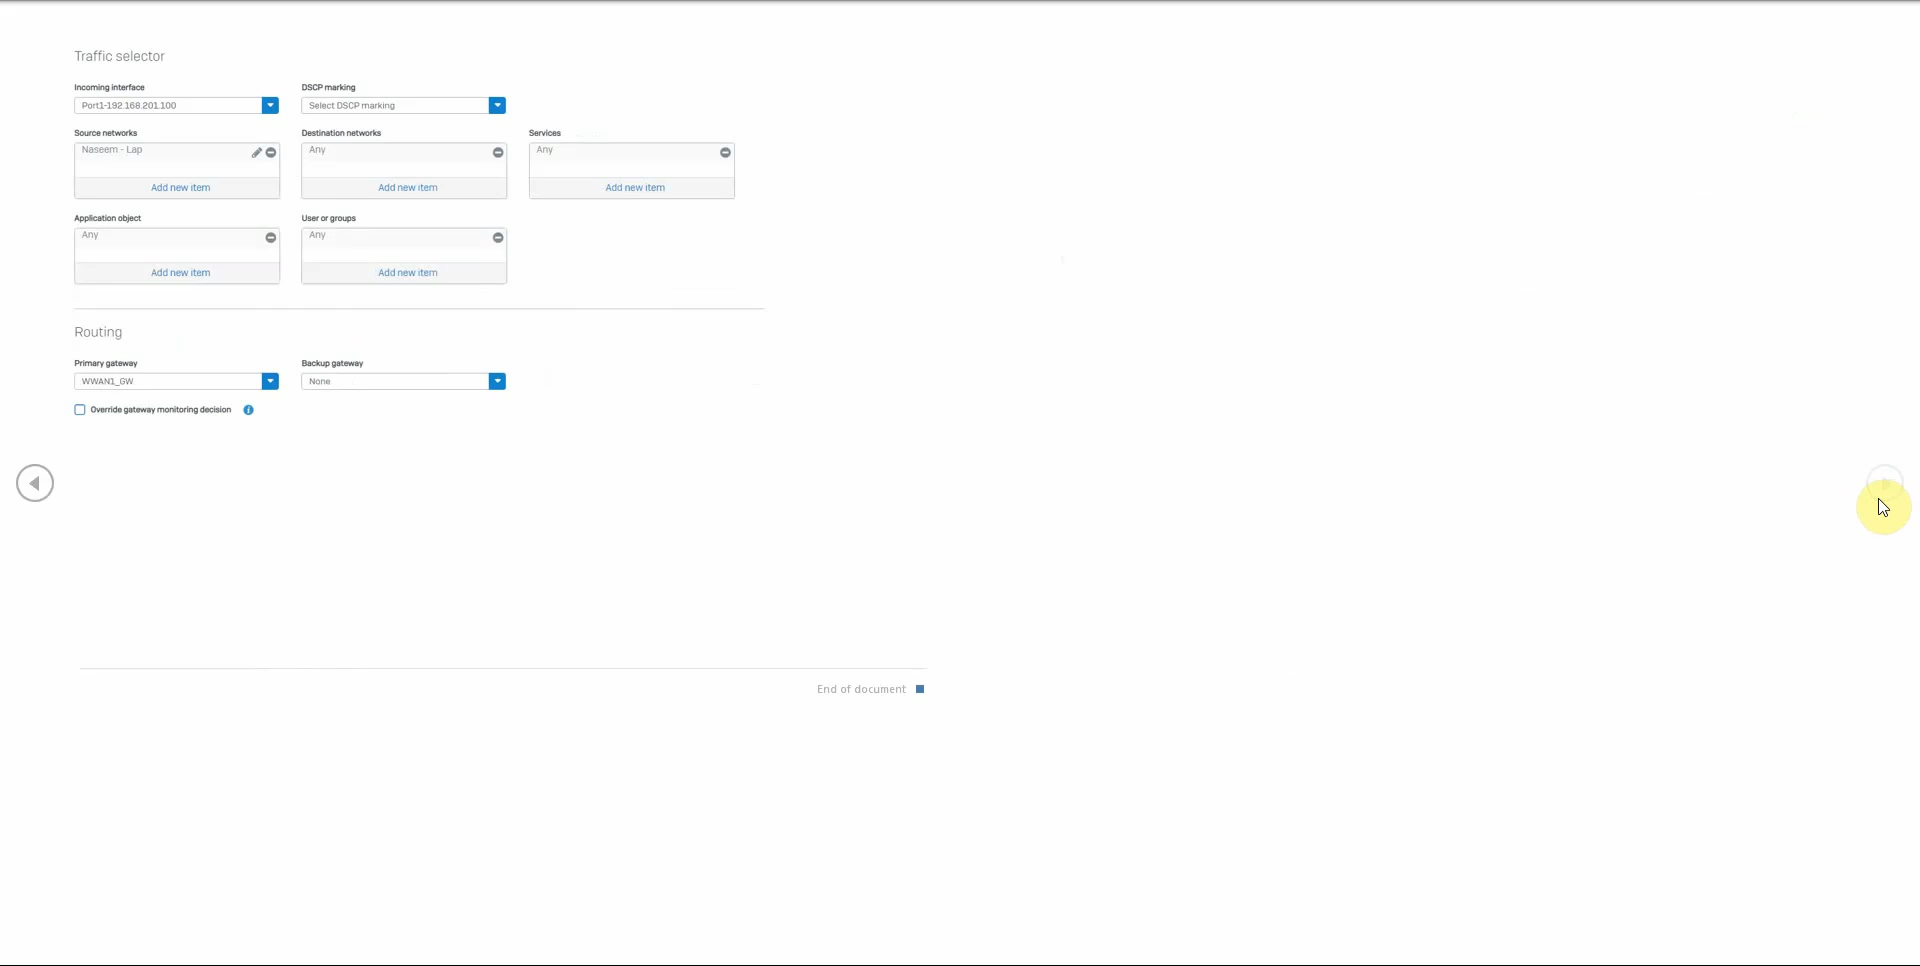 Traffic selector
Incoming interface DSCP marking
Port1-192.168.201.100 Select DSCP marking
Source networks Destination networks Services
Naseem - Lap Any Any
Add new item Add new item Add new item
Application object User or groups
Any Any
Add new item Add new item
Routing
Primary gateway Backup gateway
WWAN1_GW None
Override gateway monitoring decision
End of document